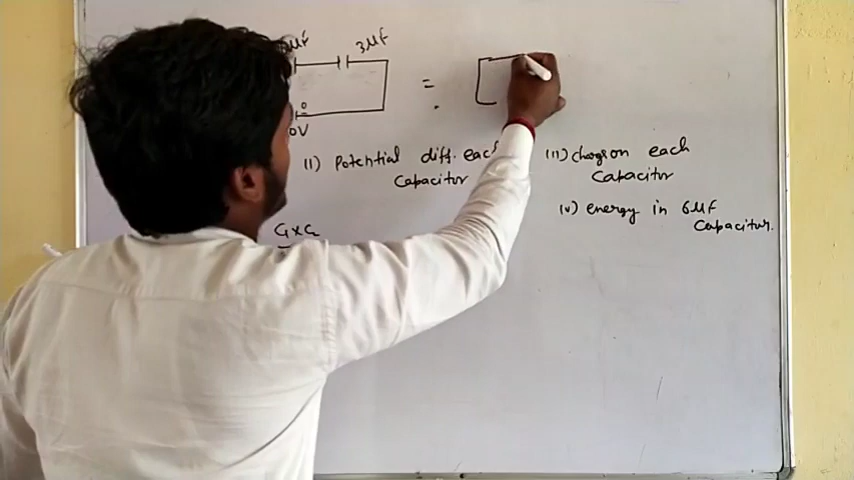 3μF
=
0V
11) Potential diff. each
Capacitor
(111) charge on each
Capacitor
(iv) energy in 6μF
Capacitor.
C1×C2